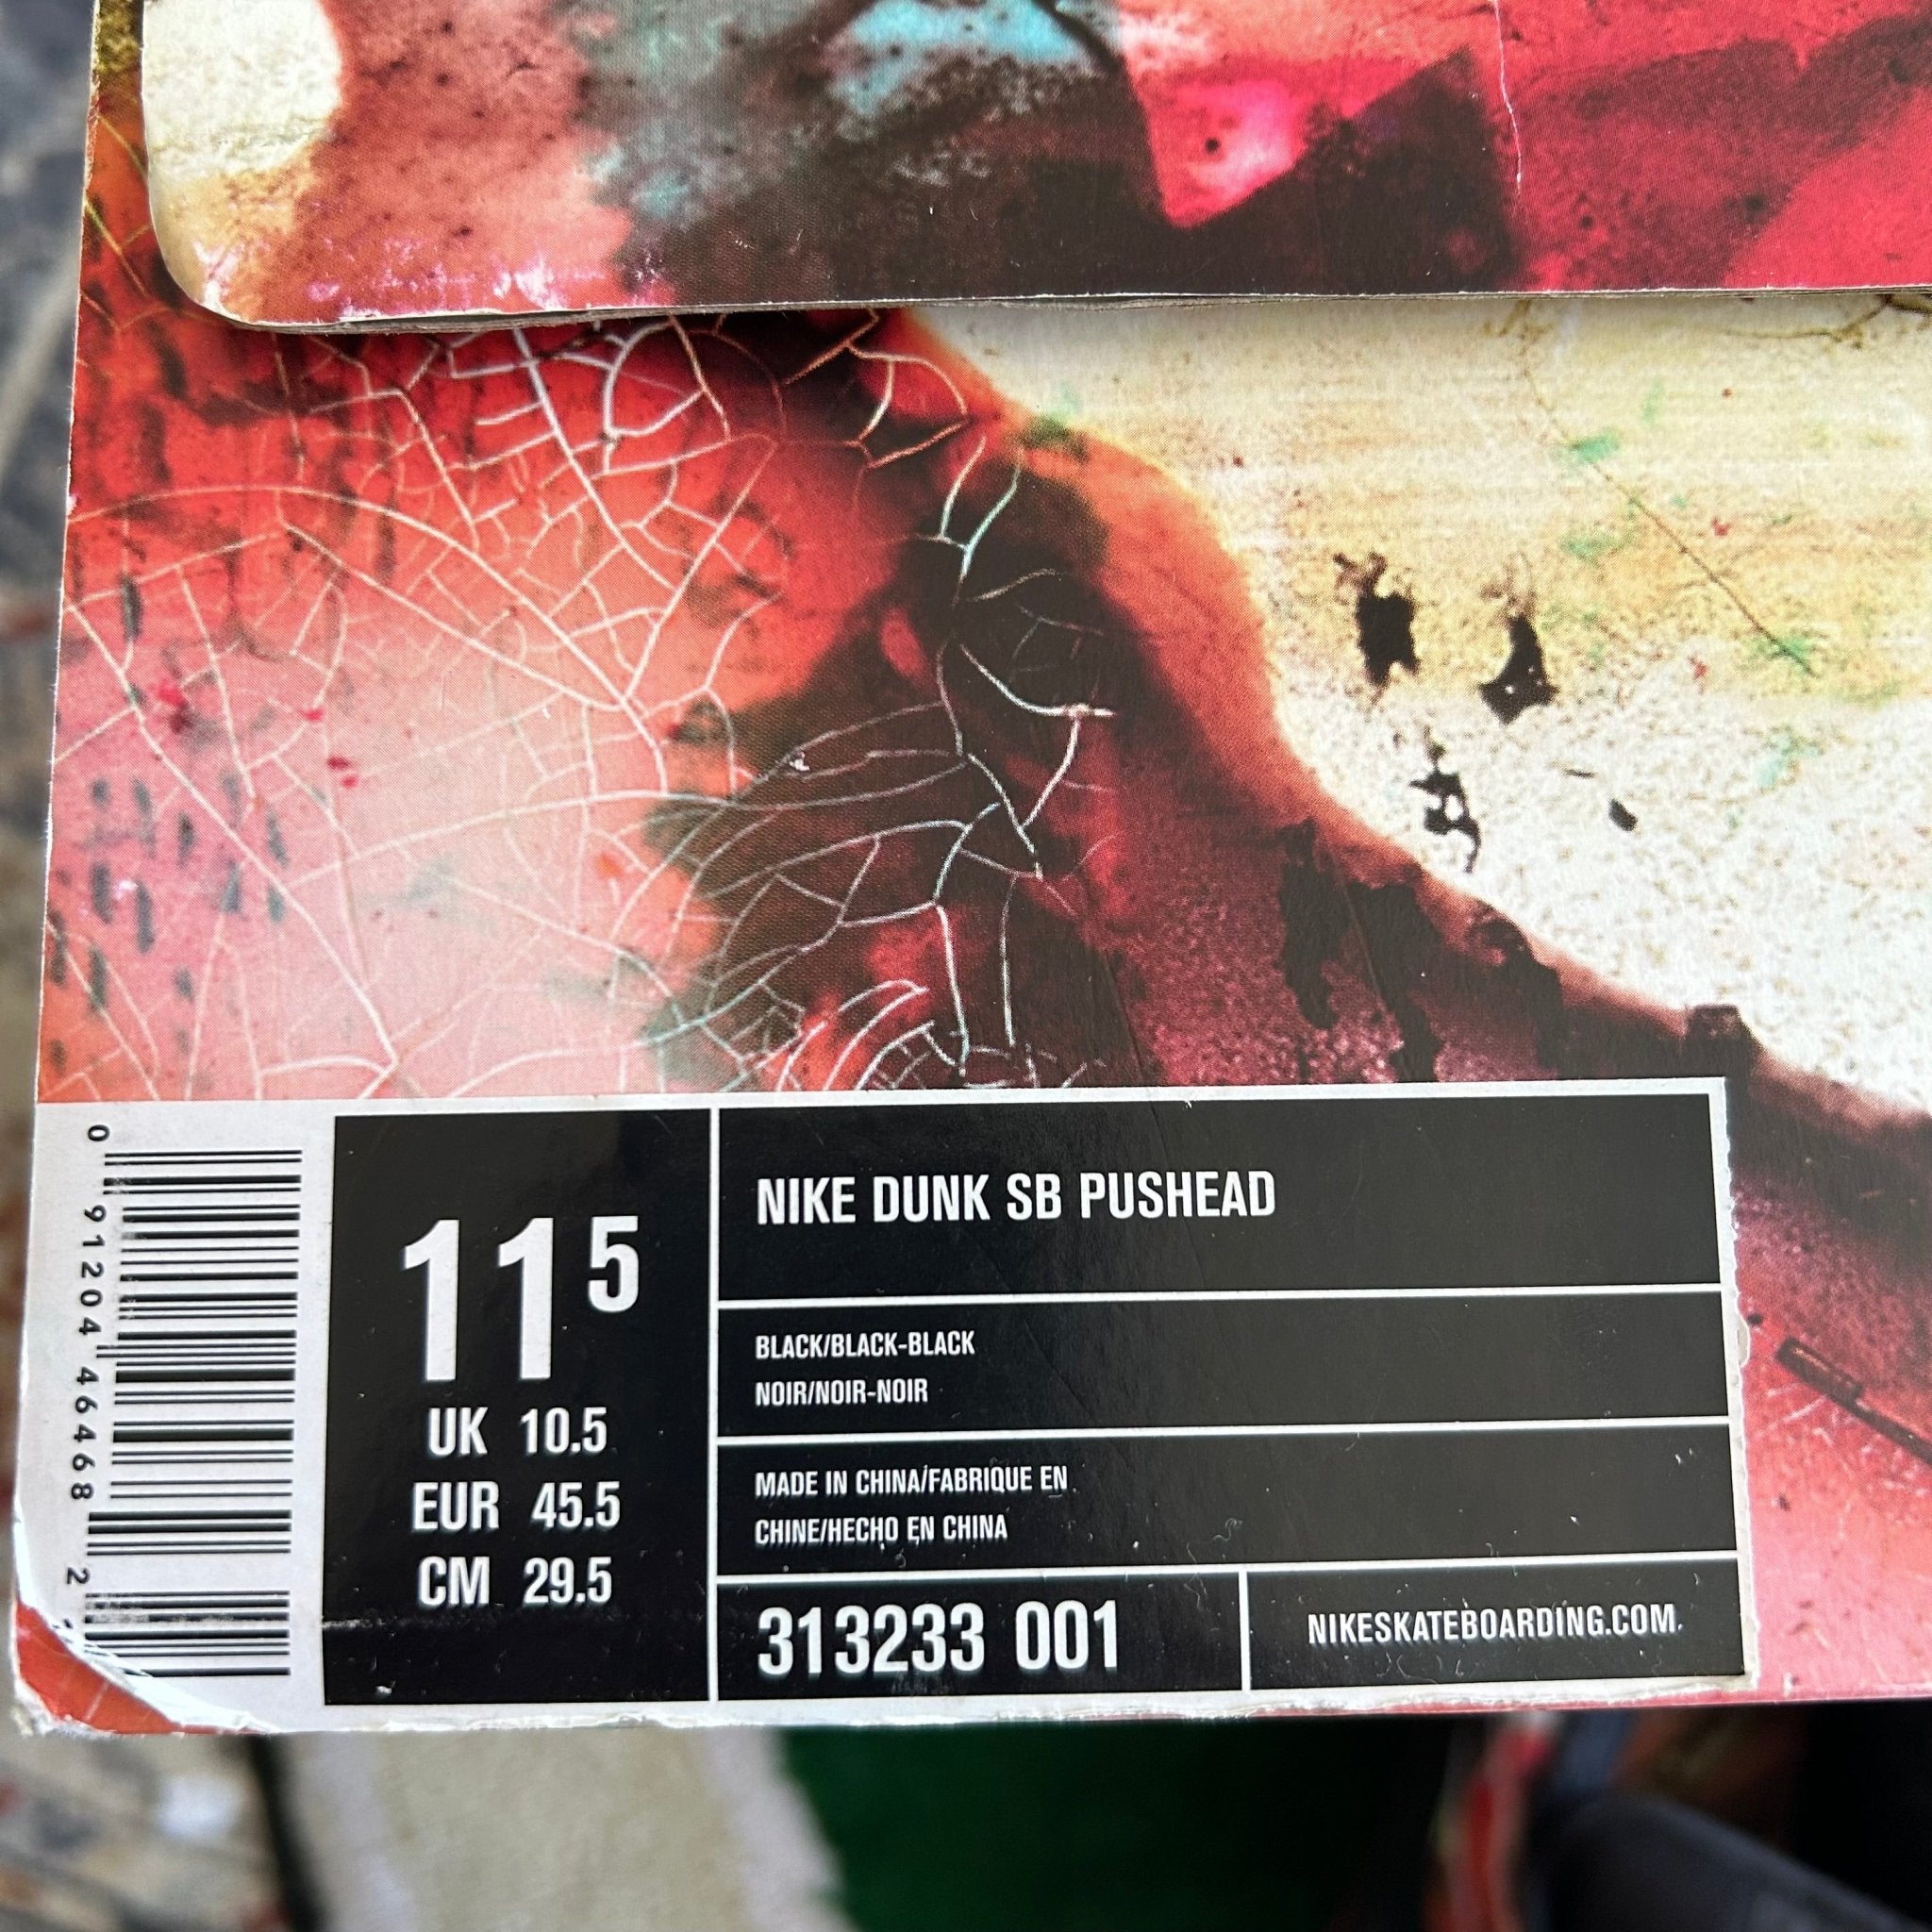 0 91204 46468 2
11 5
UK 10.5
EUR 45.5
CM 29.5
NIKE DUNK SB PUSHEAD
BLACK/BLACK-BLACK
NOIR/NOIR-NOIR
MADE IN CHINA/FABRIQUE EN
CHINE/HECHO EN CHINA
313233 001
NIKESKATEBOARDING.COM